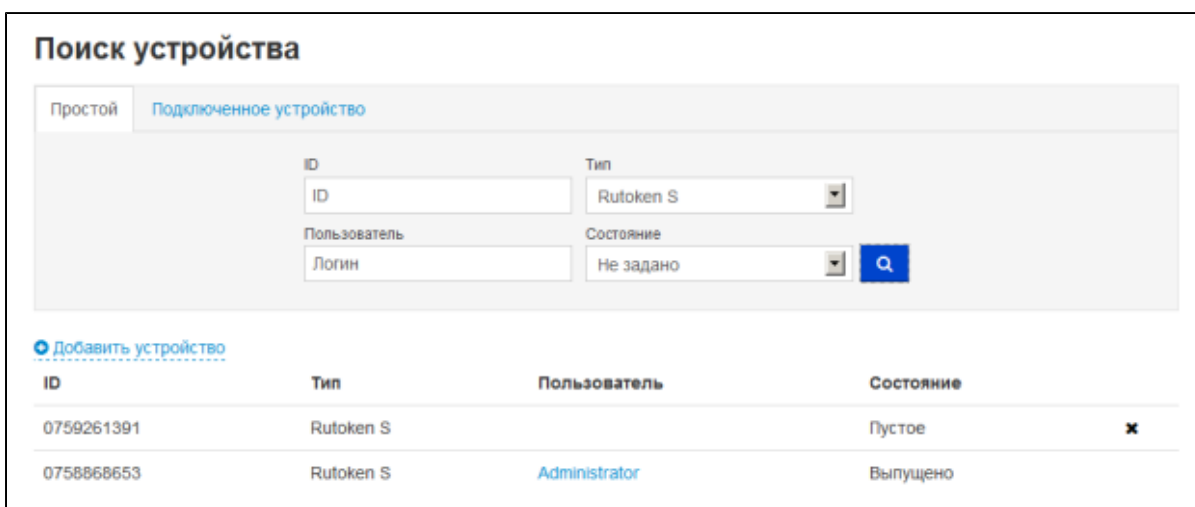 Поиск устройства
Простой Подключенное устройство
ID Тип
ID Rutoken S
Пользователь Состояние
Логин Не задано
Добавить устройство
ID Тип Пользователь Состояние
0759261391 Rutoken S Пустое
0758868653 Rutoken S Administrator Выпущено